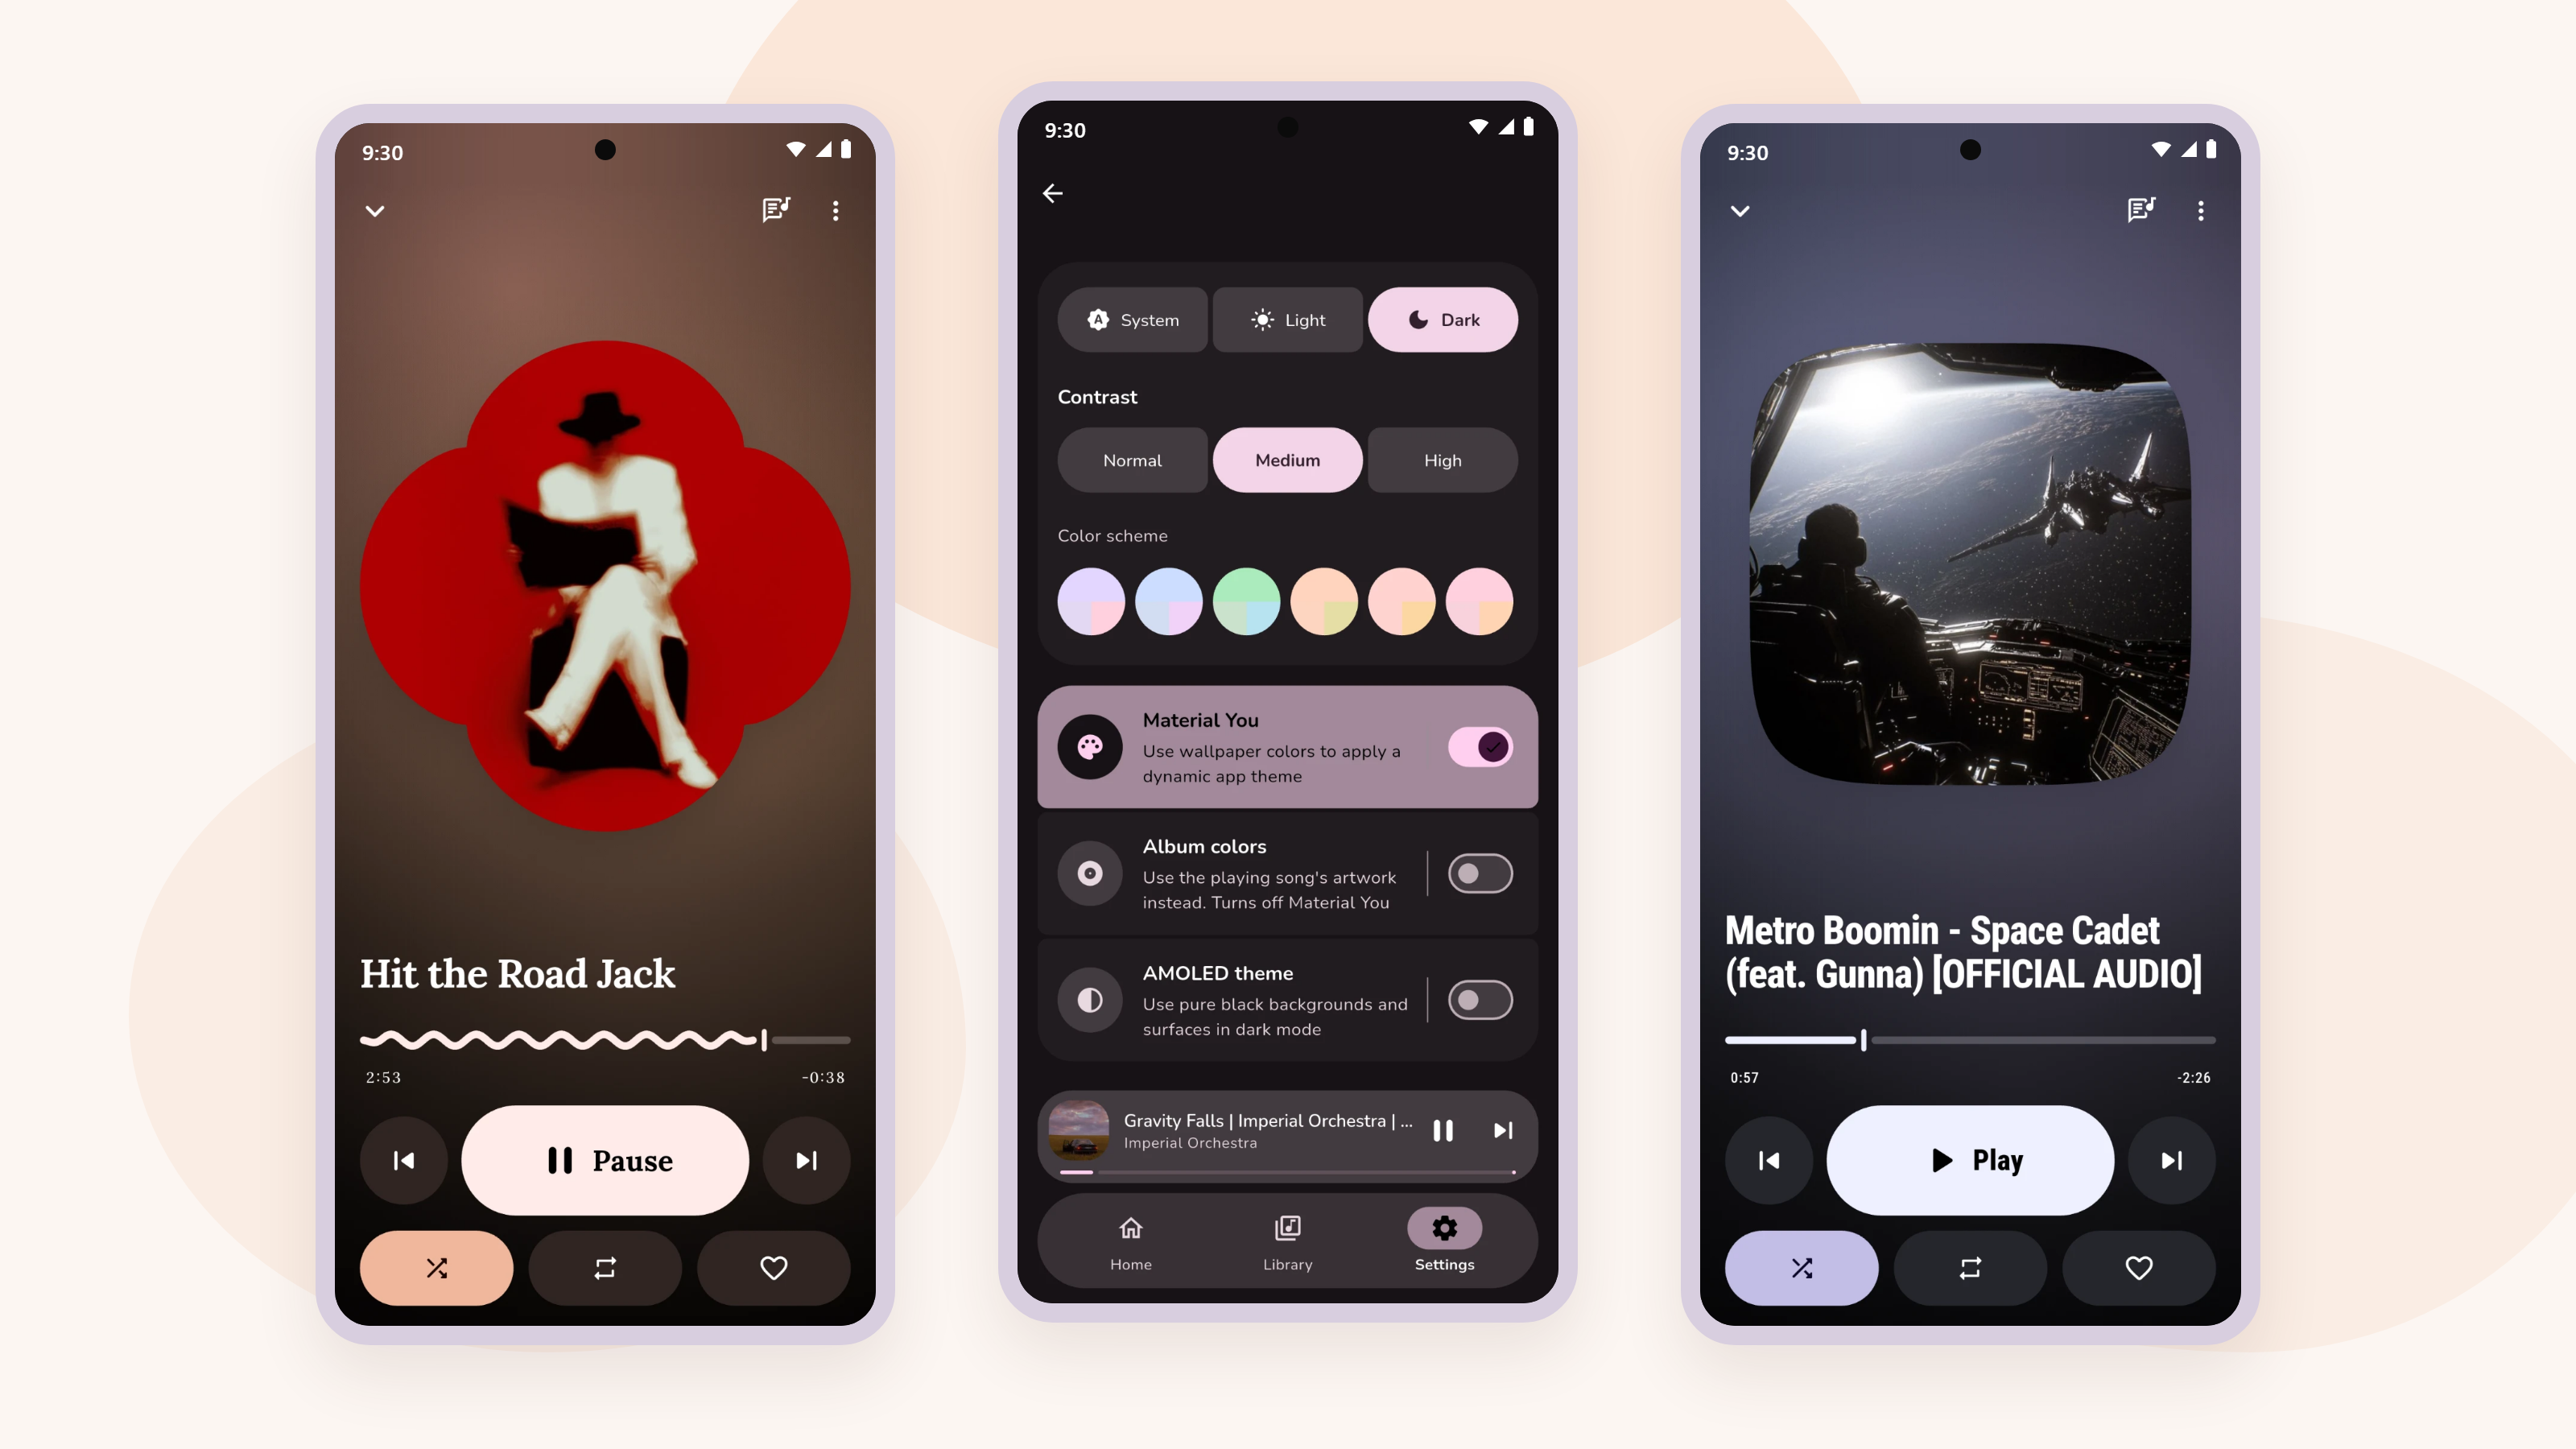 9:30
Hit the Road Jack
2:53
-0:38
Pause
9:30
System
Light
Dark
Contrast
Normal
Medium
High
Color scheme
Material You
Use wallpaper colors to apply a
dynamic app theme
Album colors
Use the playing song's artwork
instead. Turns off Material You
AMOLED theme
Use pure black backgrounds and
surfaces in dark mode
Gravity Falls | Imperial Orchestra | ...
Imperial Orchestra
Home
Library
Settings
9:30
Metro Boomin - Space Cadet
(feat. Gunna) [OFFICIAL AUDIO]
0:57
-2:26
Play